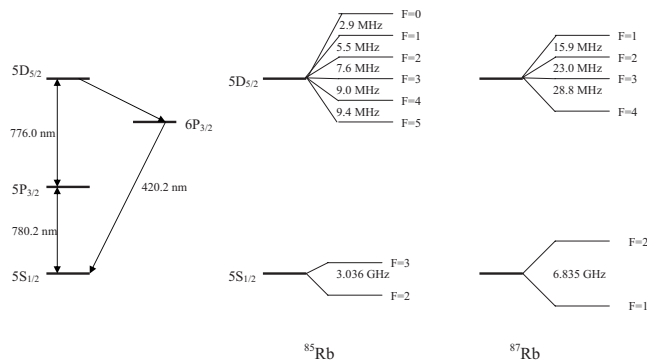 5D5/2
776.0 nm
6P3/2
5P3/2
420.2 nm
780.2 nm
5S1/2
5D5/2
F=0
2.9 MHz
F=1
5.5 MHz
F=2
7.6 MHz
F=3
9.0 MHz
F=4
9.4 MHz
F=5
5S1/2
F=3
3.036 GHz
F=2
85Rb
F=1
15.9 MHz
F=2
23.0 MHz
F=3
28.8 MHz
F=4
F=2
6.835 GHz
F=1
87Rb